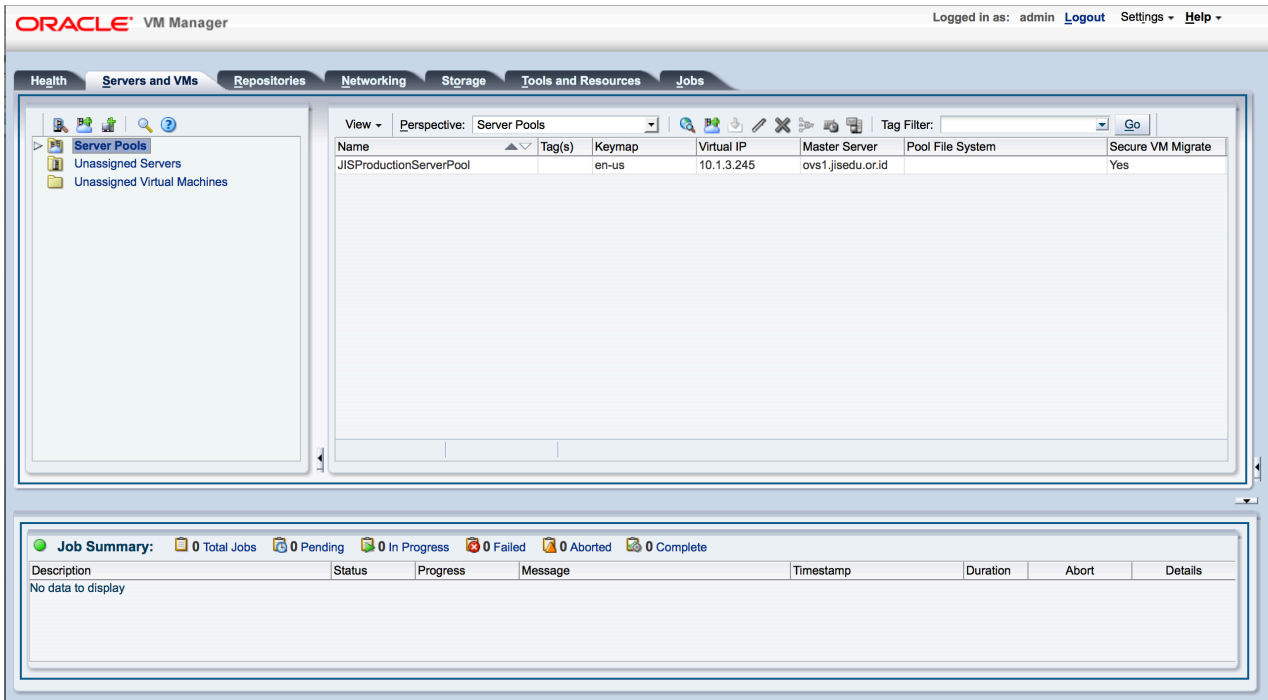 ORACLE VM Manager
Logged in as: admin Logout Settings Help
Health Servers and VMs Repositories Networking Storage Tools and Resources Jobs
Server Pools
Unassigned Servers
Unassigned Virtual Machines
View Perspective: Server Pools Tag Filter: Go
Name Tag(s) Keymap Virtual IP Master Server Pool File System Secure VM Migrate
JISProductionServerPool en-us 10.1.3.245 ovs1.jisedu.or.id Yes
Job Summary: 0 Total Jobs 0 Pending 0 In Progress 0 Failed 0 Aborted 0 Complete
Description Status Progress Message Timestamp Duration Abort Details
No data to display